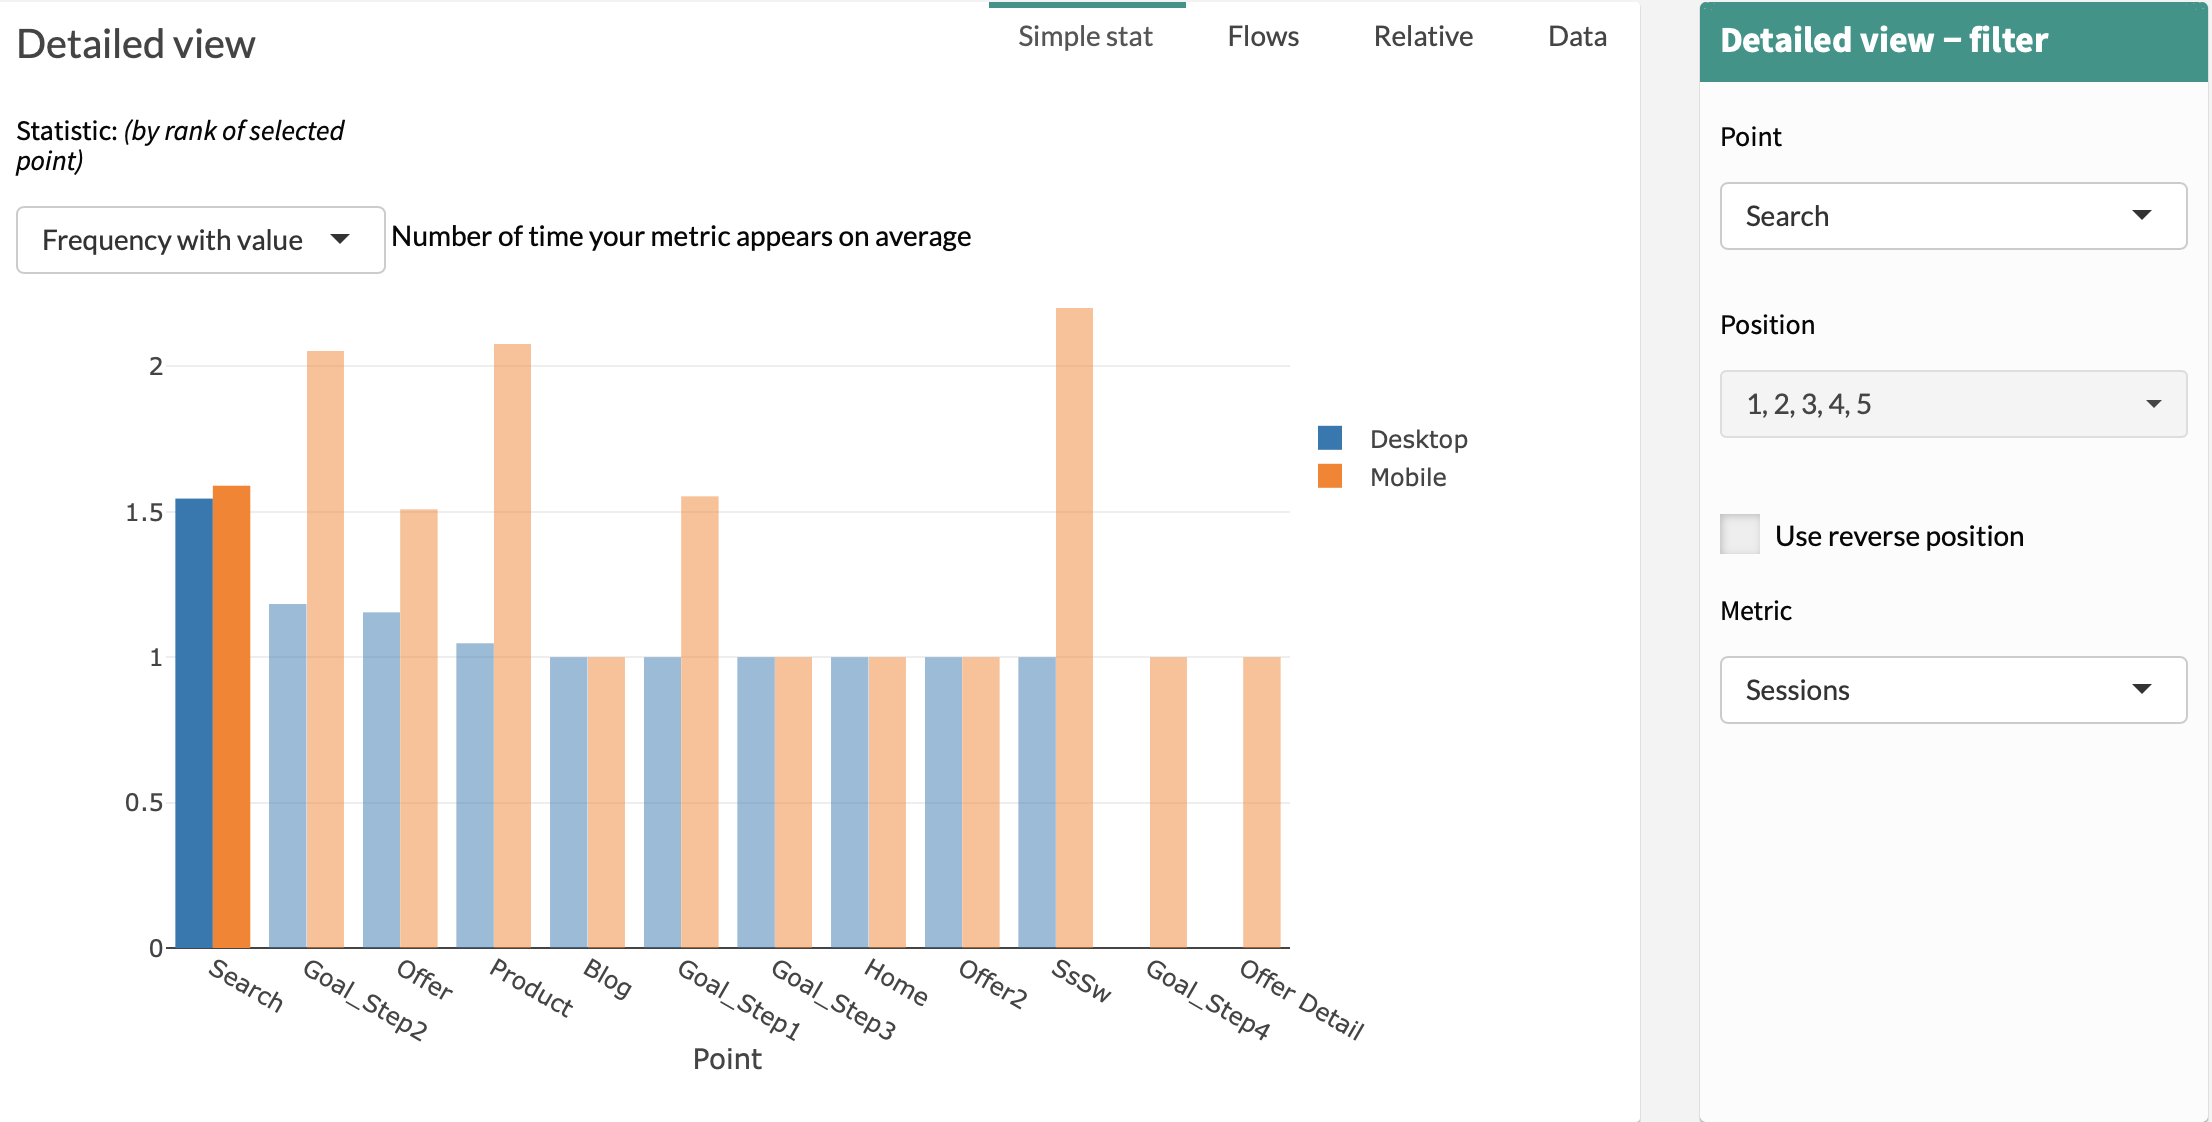 Detailed view
Simple stat
Flows
Relative
Data
Statistic: (by rank of selected
point)
Frequency with value
Number of time your metric appears on average
2
1.5
1
0.5
0
Search
Goal_Step2
Offer
Product
Blog
Goal_Step1
Goal_Step3
Home
Offer2
SsSw
Goal_Step4
Offer Detail
Point
Desktop
Mobile
Detailed view – filter
Point
Search
Position
1, 2, 3, 4, 5
Use reverse position
Metric
Sessions